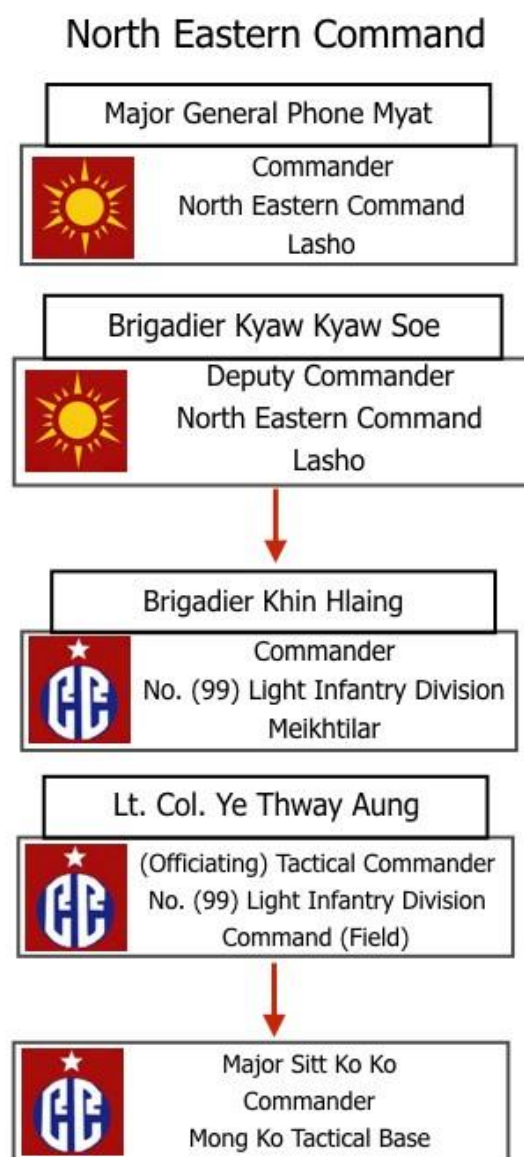 North Eastern Command
Major General Phone Myat
Commander
North Eastern Command
Lasho
Brigadier Kyaw Kyaw Soe
Deputy Commander
North Eastern Command
Lasho
Brigadier Khin Hlaing
Commander
No. (99) Light Infantry Division
Meikhtilar
Lt. Col. Ye Thway Aung
(Officiating) Tactical Commander
No. (99) Light Infantry Division
Command (Field)
Major Sitt Ko Ko
Commander
Mong Ko Tactical Base